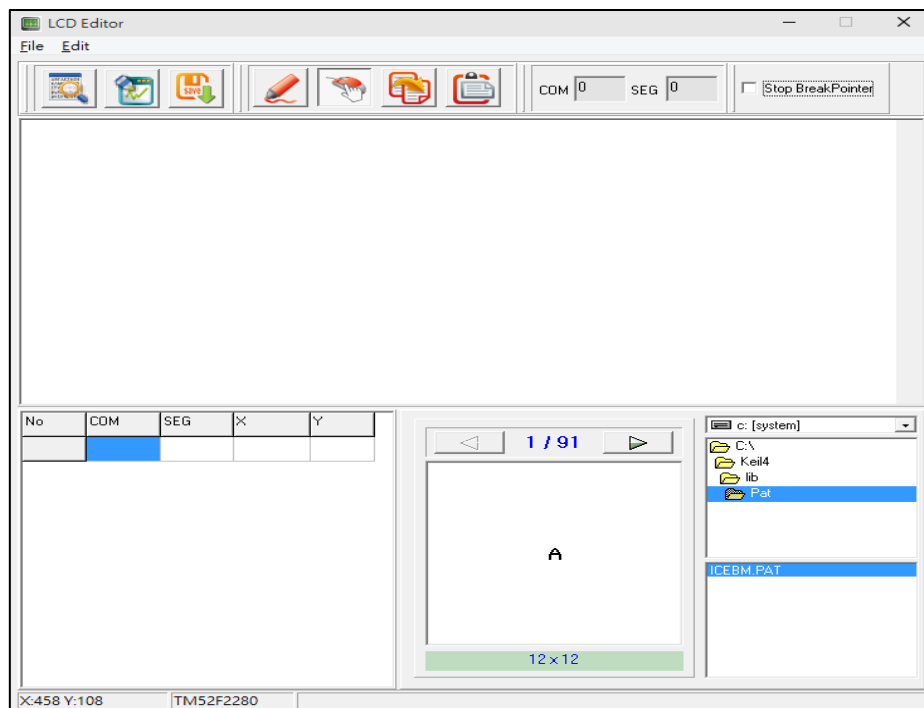 LCD Editor
File Edit
save
COM 0 SEG 0 Stop BreakPointer
No COM SEG X Y
1 / 91
A
12 x 12
c: [system]
C:\
Keil4
lib
Pat
ICEBM.PAT
X:458 Y:108 TM52F2280